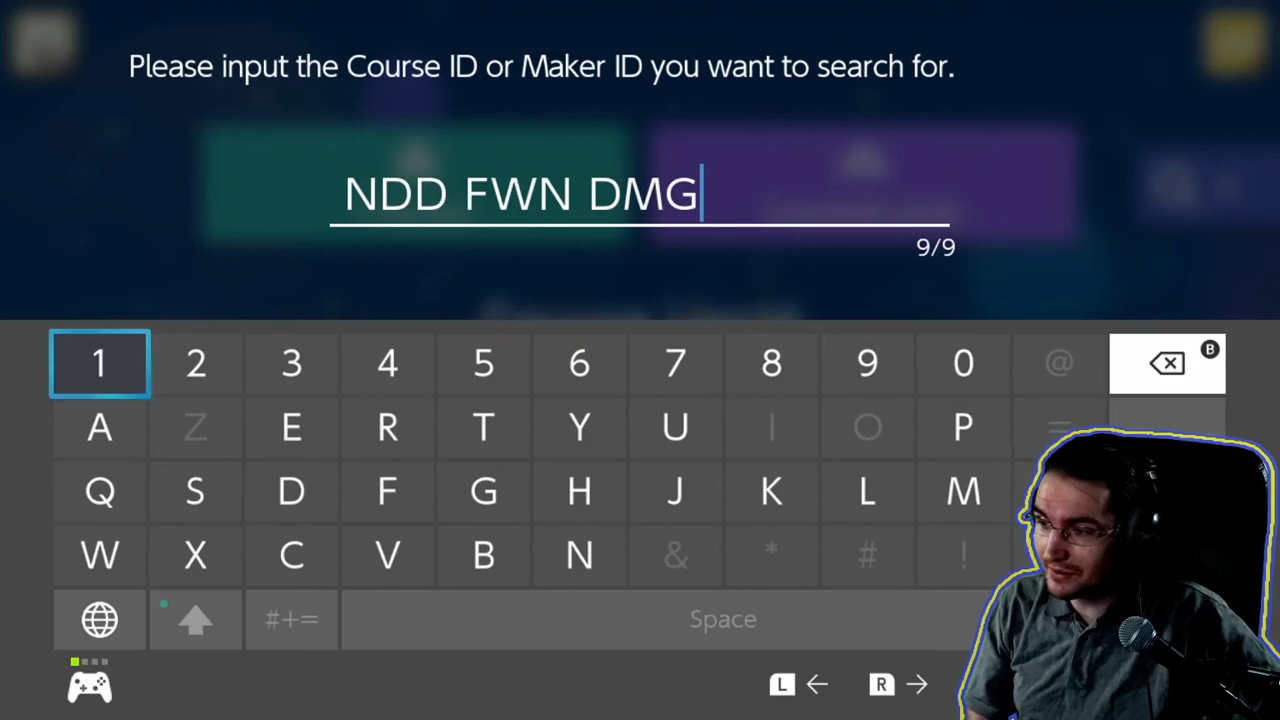 Please input the Course ID or Maker ID you want to search for.
NDD FWN DMG
9/9
1 2 3 4 5 6 7 8 9 0 @
B
A Z E R T Y U I O P =
Q S D F G H J K L M
W X C V B N & * # !
#+= Space
L ← R →